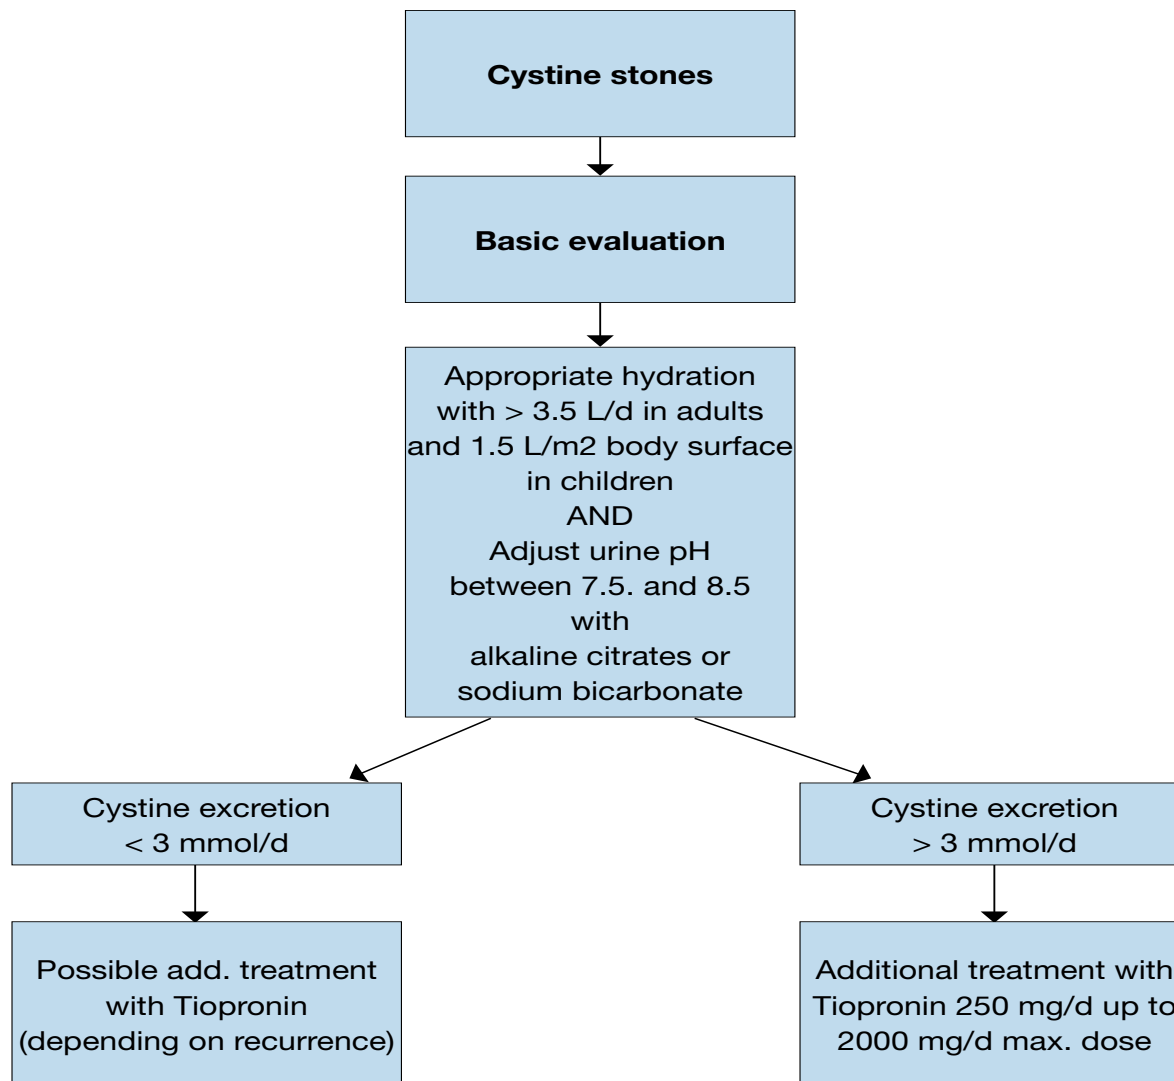 Cystine stones
Basic evaluation
Appropriate hydration
with > 3.5 L/d in adults
and 1.5 L/m2 body surface
in children
AND
Adjust urine pH
between 7.5. and 8.5
with
alkaline citrates or
sodium bicarbonate
Cystine excretion
< 3 mmol/d
Cystine excretion
> 3 mmol/d
Possible add. treatment
with Tiopronin
(depending on recurrence)
Additional treatment with
Tiopronin 250 mg/d up to
2000 mg/d max. dose